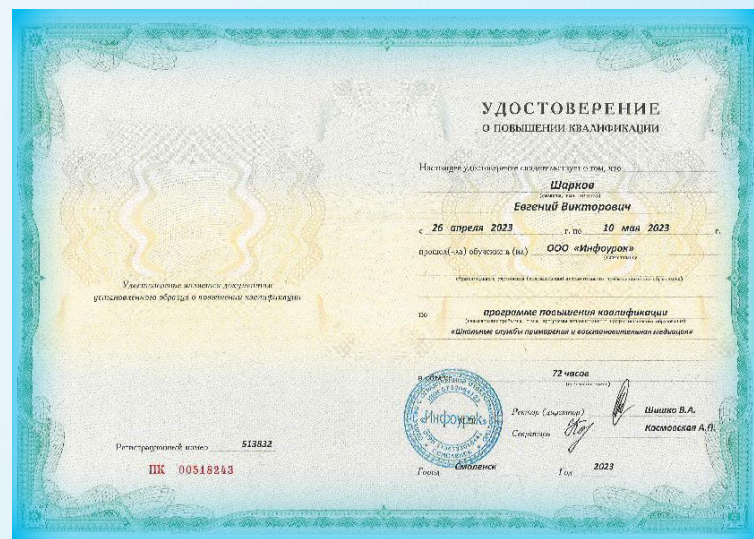 Удостоверение является документом
установленного образца о повышении квалификации
Регистрационный номер 513832
ПК 00518243
УДОСТОВЕРЕНИЕ
О ПОВЫШЕНИИ КВАЛИФИКАЦИИ
Настоящее удостоверение свидетельствует о том, что
Шарков
Евгений Викторович
с 26 апреля 2023 г. по 10 мая 2023 г.
прошел(-ла) обучение в (на) ООО «Инфоурок»
по программе повышения квалификации
«Школьные службы примирения и восстановительная медиация»
в объеме 72 часов
«Инфоурок»
Ректор (директор) Шишко В.А.
Секретарь Космовская А.П.
Город Смоленск Год 2023